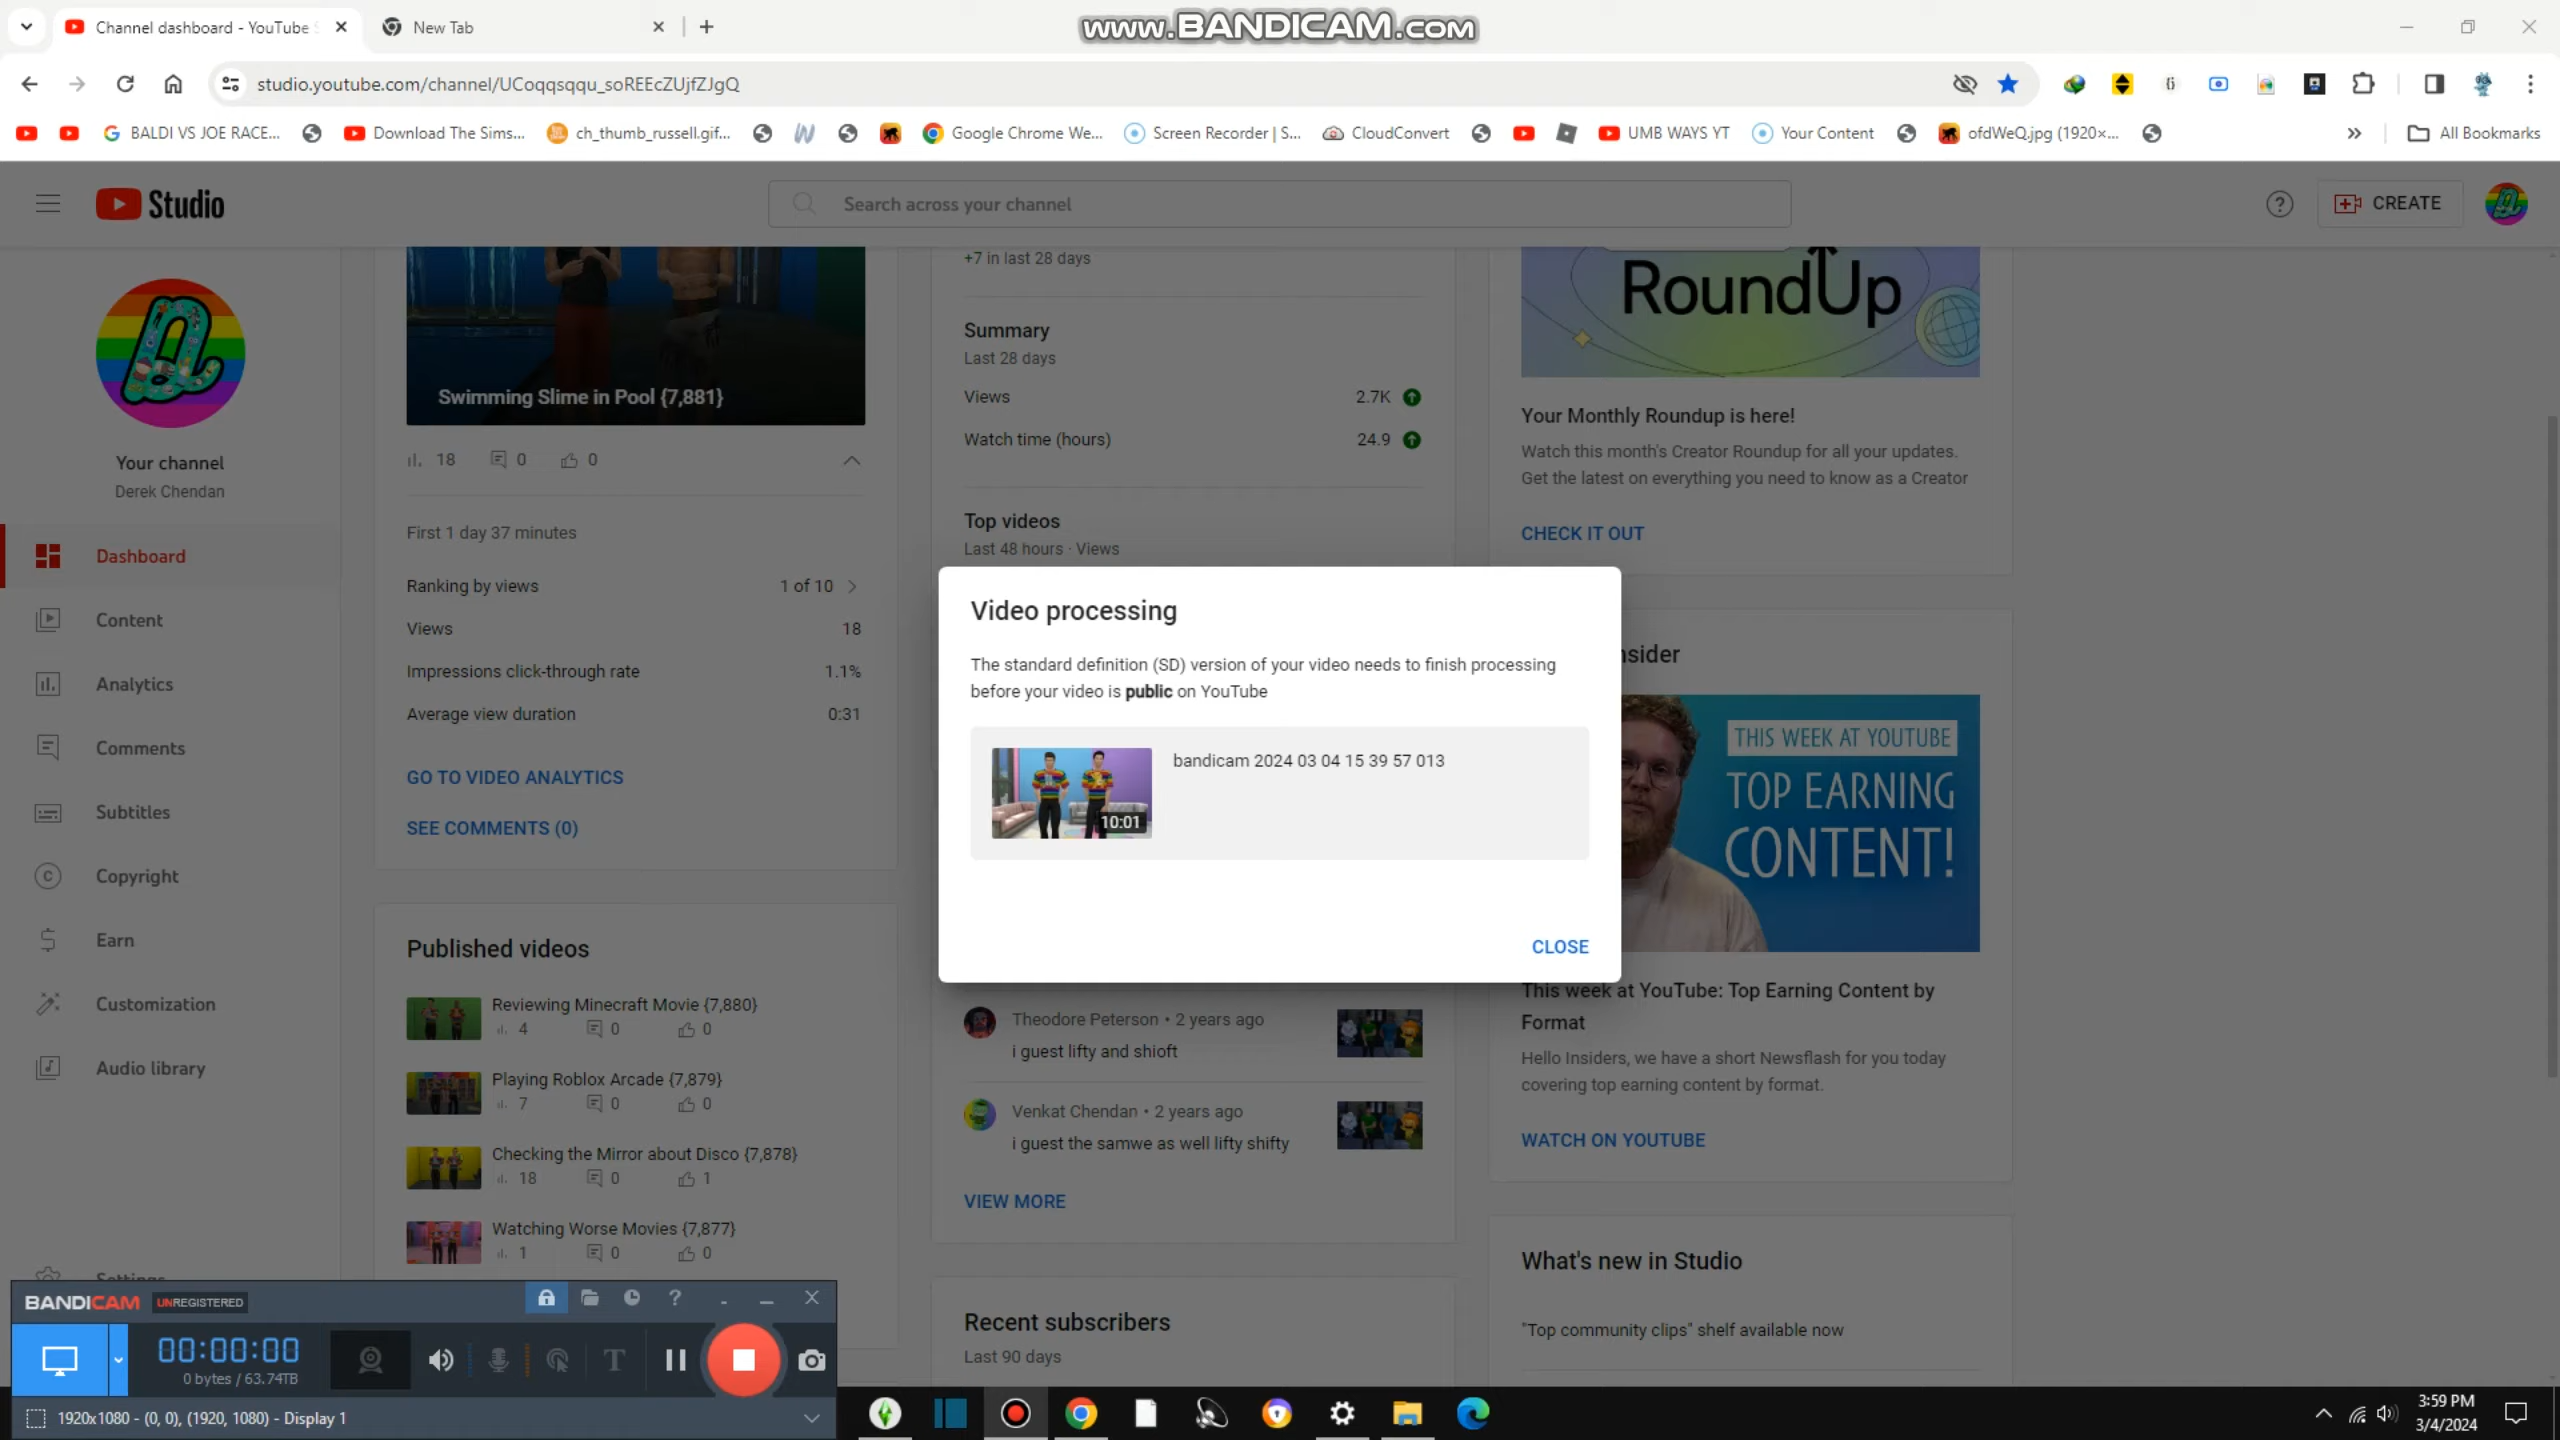 Channel dashboard - YouTube S
New Tab
www.BANDICAM.com
studio.youtube.com/channel/UCoqqsqqu_soREEcZUjfZJgQ
BALDI VS JOE RACE...
Download The Sims...
ch_thumb_russell.gif...
Google Chrome We...
Screen Recorder | S...
CloudConvert
UMB WAYS YT
Your Content
ofdWeQ.jpg (1920×...
All Bookmarks
Studio
Search across your channel
CREATE
Your channel
Derek Chendan
Dashboard
Content
Analytics
Comments
Subtitles
Copyright
Earn
Customization
Audio library
Settings
Swimming Slime in Pool {7,881}
18 0 0
First 1 day 37 minutes
Ranking by views 1 of 10
Views 18
Impressions click-through rate 1.1%
Average view duration 0:31
GO TO VIDEO ANALYTICS
SEE COMMENTS (0)
Published videos
Reviewing Minecraft Movie {7,880}
4 0 0
Playing Roblox Arcade {7,879}
7 0 0
Checking the Mirror about Disco {7,878}
18 0 1
Watching Worse Movies {7,877}
1 0 0
+7 in last 28 days
Summary
Last 28 days
Views 2.7K
Watch time (hours) 24.9
Top videos
Last 48 hours · Views
Video processing
The standard definition (SD) version of your video needs to finish processing
before your video is public on YouTube
bandicam 2024 03 04 15 39 57 013
10:01
CLOSE
Theodore Peterson • 2 years ago
i guest lifty and shioft
Venkat Chendan • 2 years ago
i guest the samwe as well lifty shifty
VIEW MORE
Recent subscribers
Last 90 days
RoundUp
Your Monthly Roundup is here!
Watch this month's Creator Roundup for all your updates.
Get the latest on everything you need to know as a Creator
CHECK IT OUT
nsider
THIS WEEK AT YOUTUBE
TOP EARNING
CONTENT!
This week at YouTube: Top Earning Content by
Format
Hello Insiders, we have a short Newsflash for you today
covering top earning content by format.
WATCH ON YOUTUBE
What's new in Studio
"Top community clips" shelf available now
BANDICAM UNREGISTERED
00:00:00
0 bytes / 63.74TB
1920x1080 - (0, 0), (1920, 1080) - Display 1
3:59 PM
3/4/2024